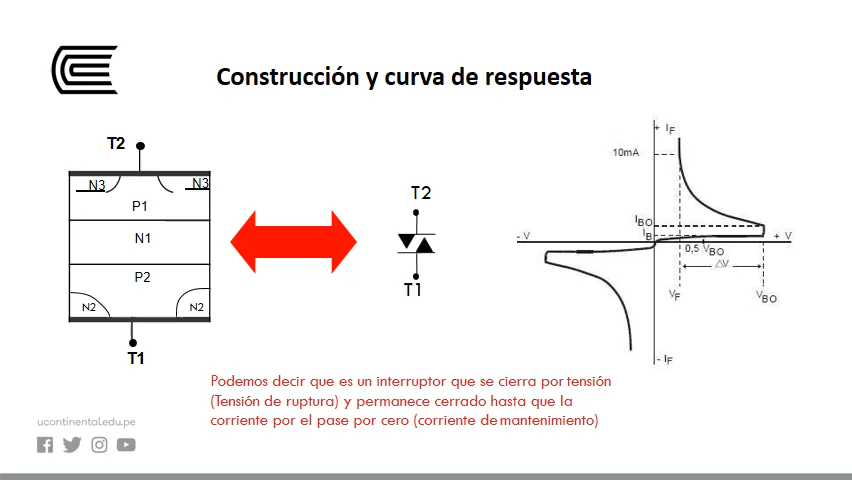 Construcción y curva de respuesta
T2
N3
N3
P1
N1
P2
N2
N2
T1
T2
T1
+ IF
10mA
IBO
IB
- V
+ V
0,5 VBO
△V
VF
VBO
- IF
Podemos decir que es un interruptor que se cierra por tensión
(Tensión de ruptura) y permanece cerrado hasta que la
corriente por el pase por cero (corriente de mantenimiento)
ucontinental.edu.pe